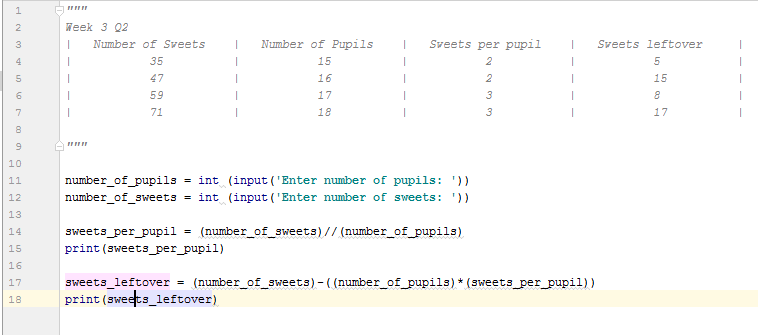 1 """
2 Week 3 Q2
3 | Number of Sweets | Number of Pupils | Sweets per pupil | Sweets leftover |
4 | 35 | 15 | 2 | 5 |
5 | 47 | 16 | 2 | 15 |
6 | 59 | 17 | 3 | 8 |
7 | 71 | 18 | 3 | 17 |
8
9 """
10
11 number_of_pupils = int (input('Enter number of pupils: '))
12 number_of_sweets = int (input('Enter number of sweets: '))
13
14 sweets_per_pupil = (number_of_sweets)//(number_of_pupils)
15 print(sweets_per_pupil)
16
17 sweets_leftover = (number_of_sweets)-((number_of_pupils)*(sweets_per_pupil))
18 print(sweets_leftover)